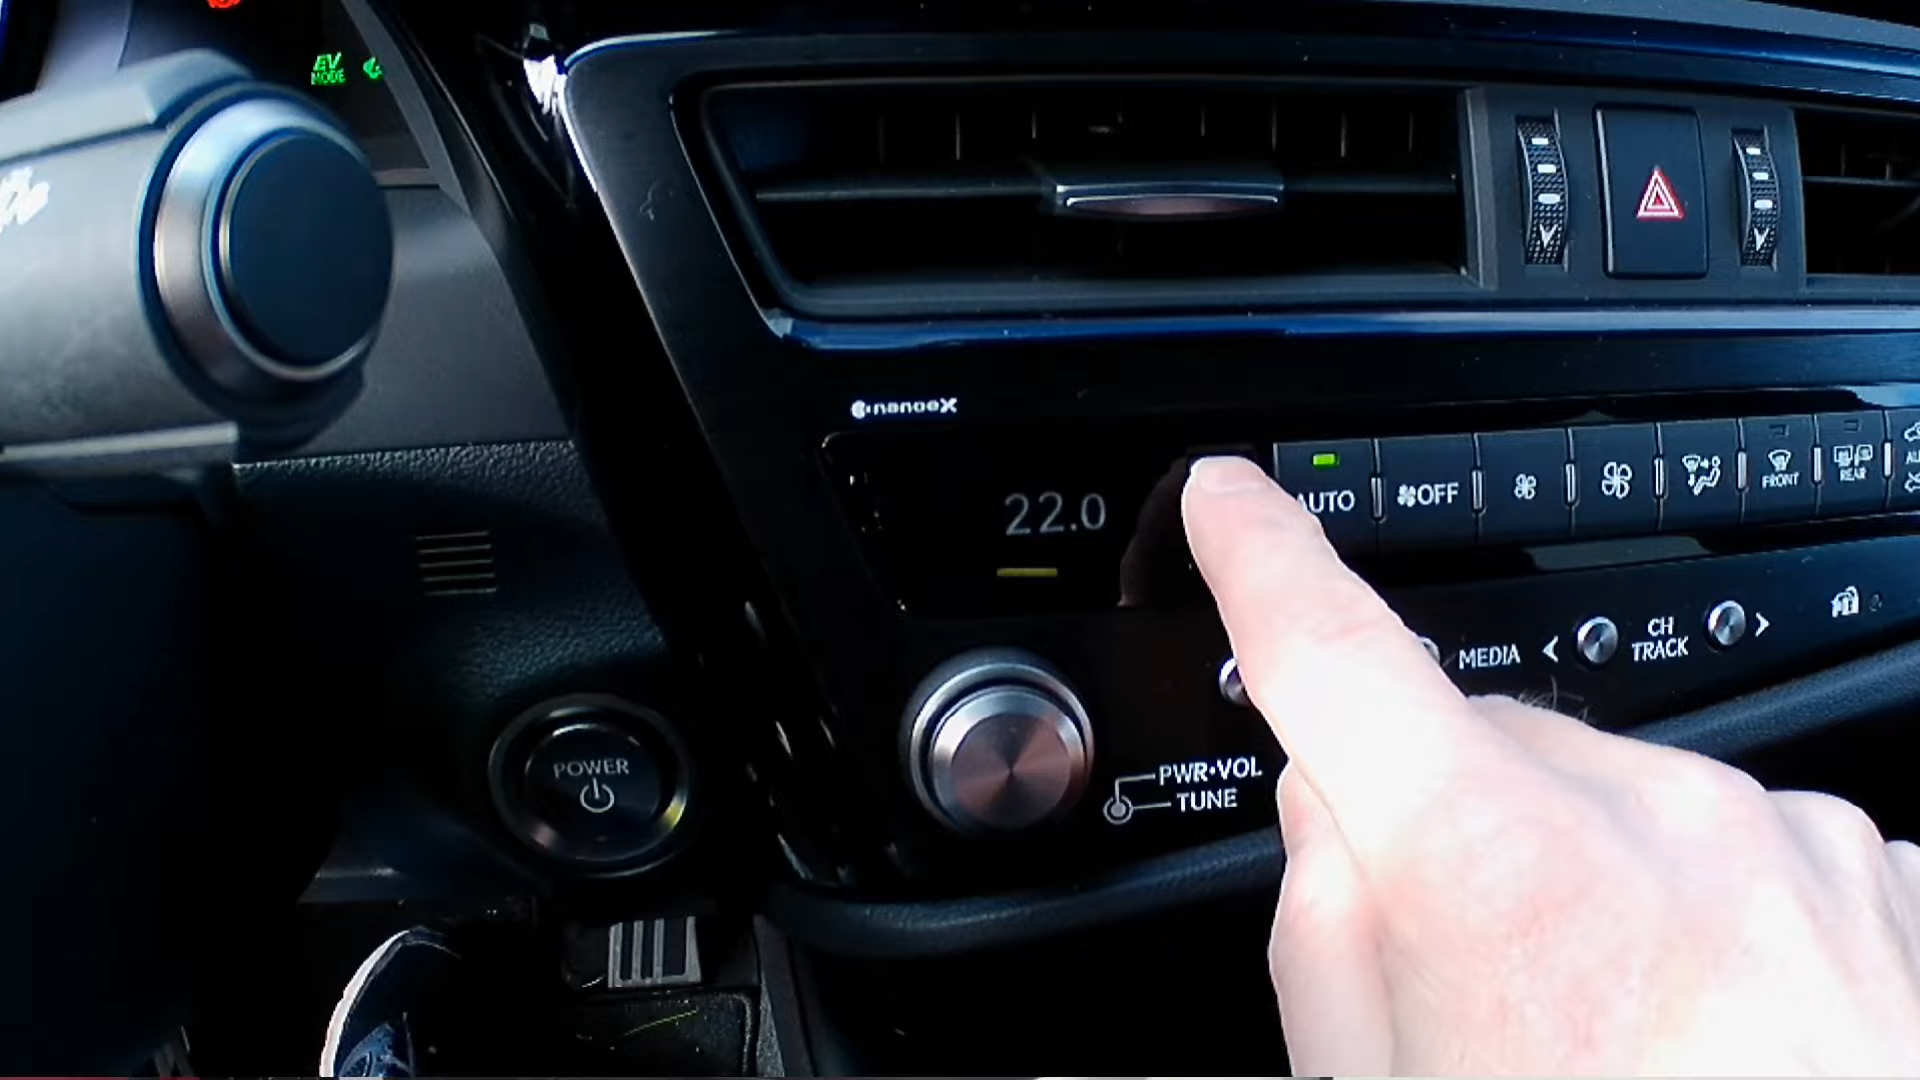 EV
MODE
nanoeX
22.0
AUTO
OFF
FRONT
REAR
MEDIA
CH
TRACK
POWER
PWR•VOL
TUNE